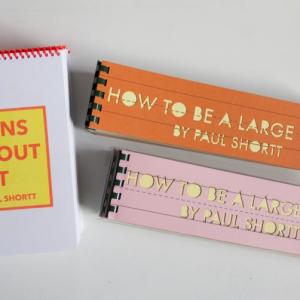 NS
OUT
T
L SHORTT
HOW TO BE A LARGE
BY PAUL SHORTT
HOW TO BE A LARGE
BY PAUL SHORTT